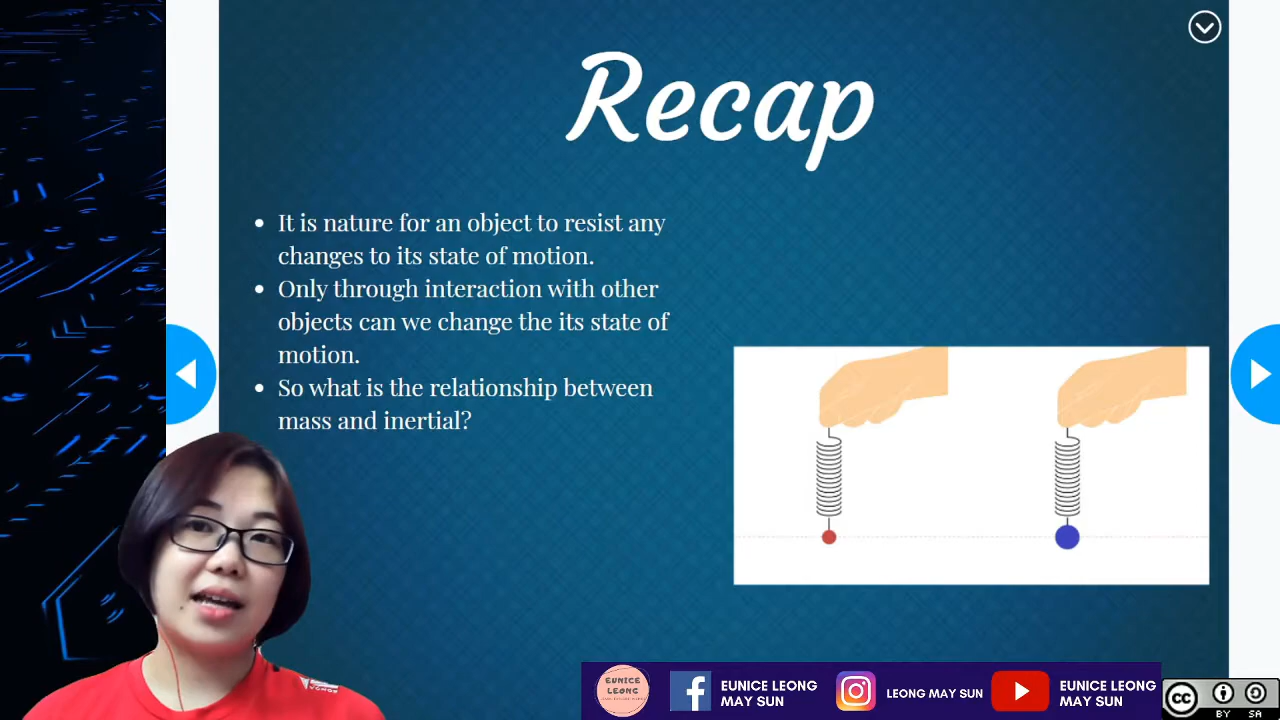 Recap
It is nature for an object to resist any
changes to its state of motion.
Only through interaction with other
objects can we change the its state of
motion.
So what is the relationship between
mass and inertial?
EUNICE
LEONG
EUNICE LEONG
MAY SUN
LEONG MAY SUN
EUNICE LEONG
MAY SUN
cc
BY SA